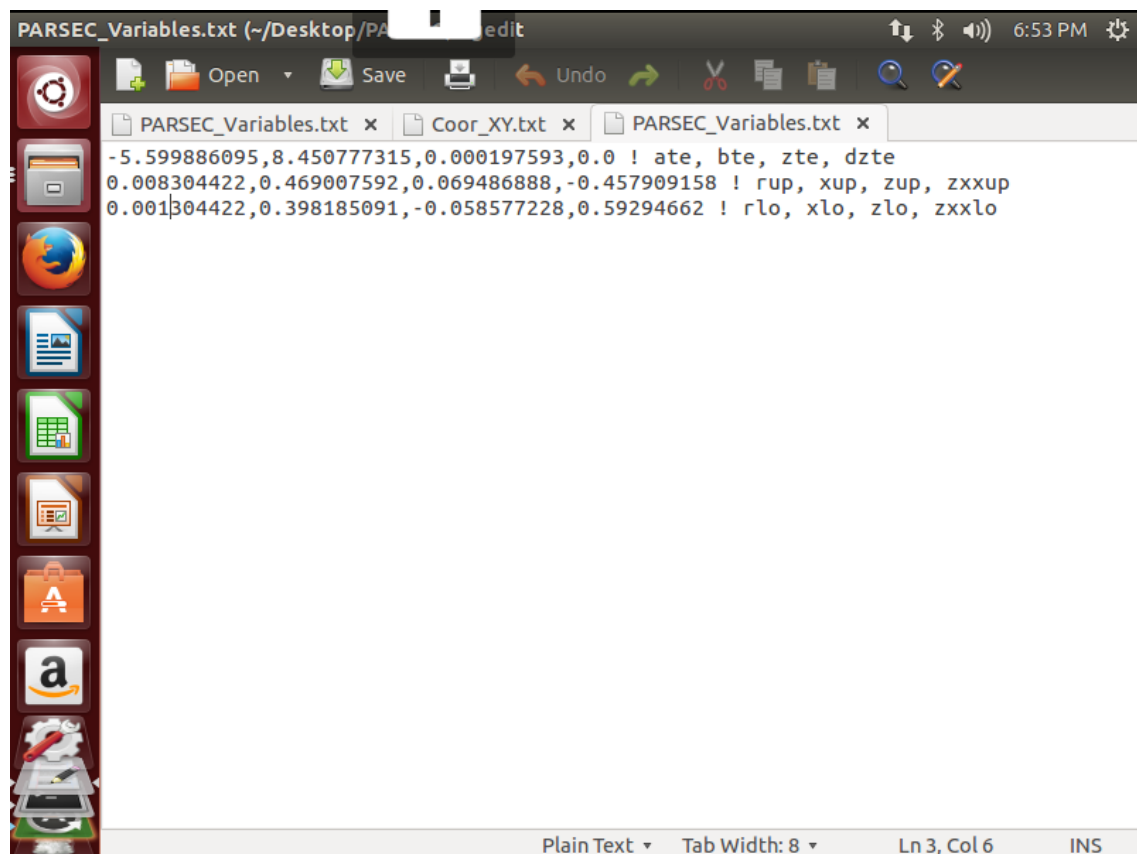 PARSEC_Variables.txt (~/Desktop/PA edit
6:53 PM
Open Save Undo
PARSEC_Variables.txt × Coor_XY.txt × PARSEC_Variables.txt ×
-5.599886095,8.450777315,0.000197593,0.0 ! ate, bte, zte, dzte
0.008304422,0.469007592,0.069486888,-0.457909158 ! rup, xup, zup, zxxup
0.001304422,0.398185091,-0.058577228,0.59294662 ! rlo, xlo, zlo, zxxlo
a
Plain Text Tab Width: 8 Ln 3, Col 6 INS